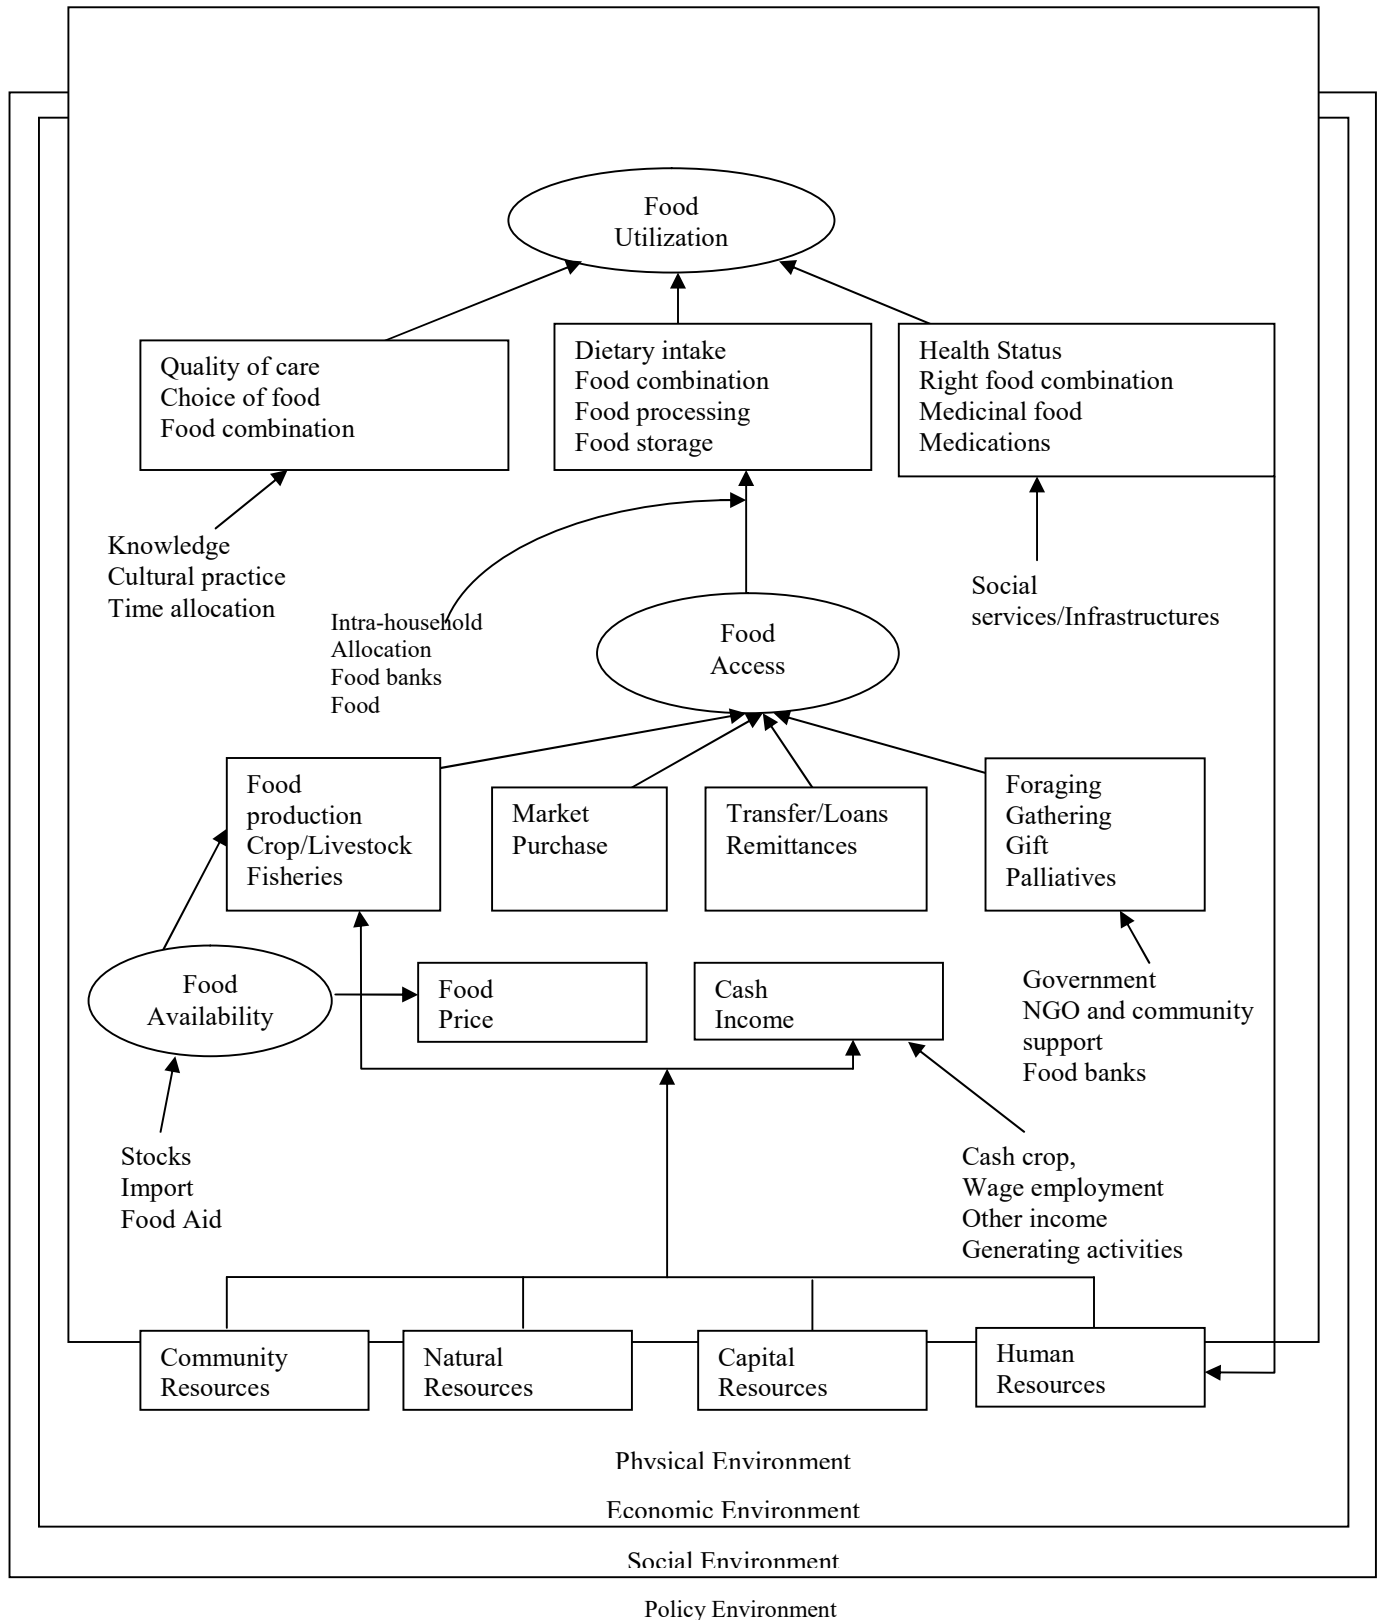 Food
Utilization
Quality of care
Choice of food
Food combination
Dietary intake
Food combination
Food processing
Food storage
Health Status
Right food combination
Medicinal food
Medications
Knowledge
Cultural practice
Time allocation
Intra-household
Allocation
Food banks
Food
Social
services/Infrastructures
Food
Access
Food
production
Crop/Livestock
Fisheries
Market
Purchase
Transfer/Loans
Remittances
Foraging
Gathering
Gift
Palliatives
Food
Availability
Food
Price
Cash
Income
Government
NGO and community
support
Food banks
Stocks
Import
Food Aid
Cash crop,
Wage employment
Other income
Generating activities
Community
Resources
Natural
Resources
Capital
Resources
Human
Resources
Physical Environment
Economic Environment
Social Environment
Policy Environment